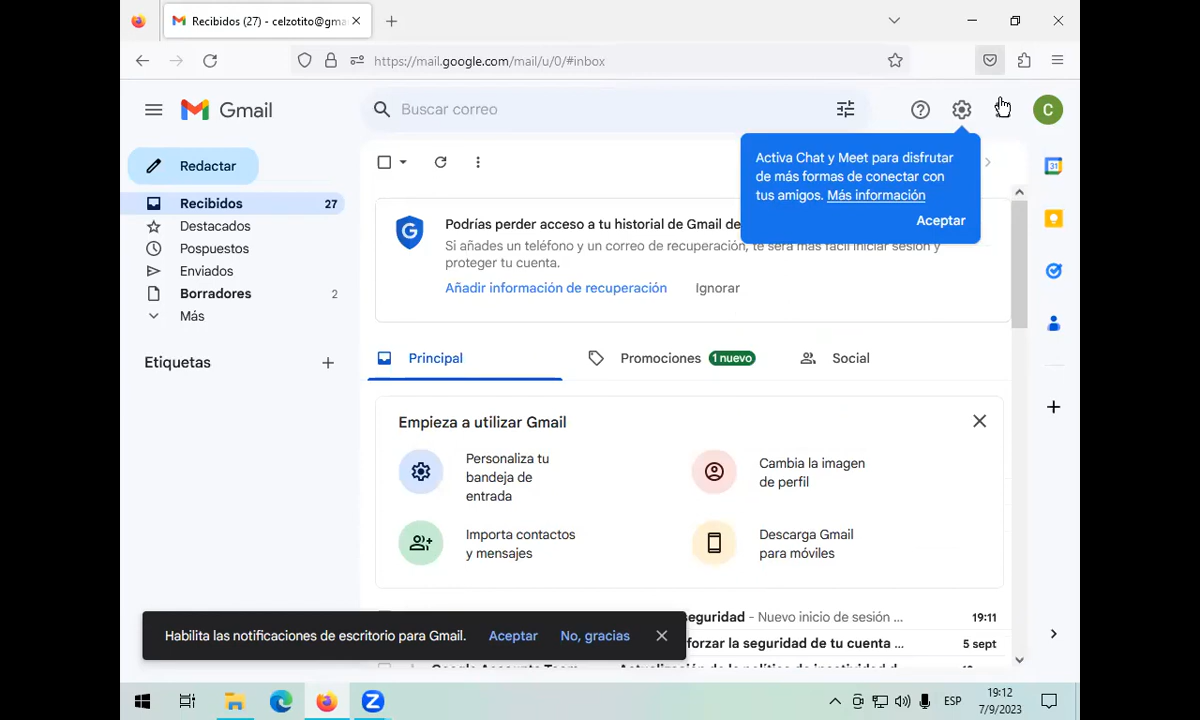 Recibidos (27) - celzotito@gma
https://mail.google.com/mail/u/0/#inbox
Gmail
Buscar correo
C
Redactar
Activa Chat y Meet para disfrutar
de más formas de conectar con
tus amigos. Más información
Aceptar
31
Recibidos 27
Destacados
Pospuestos
Enviados
Borradores 2
Más
Etiquetas
G
Podrías perder acceso a tu historial de Gmail de
Si añades un teléfono y un correo de recuperación, te será más fácil iniciar sesión y
proteger tu cuenta.
Añadir información de recuperación Ignorar
Principal
Promociones 1 nuevo
Social
Empieza a utilizar Gmail
Personaliza tu
bandeja de
entrada
Cambia la imagen
de perfil
Importa contactos
y mensajes
Descarga Gmail
para móviles
seguridad - Nuevo inicio de sesión ... 19:11
forzar la seguridad de tu cuenta ... 5 sept
Habilita las notificaciones de escritorio para Gmail. Aceptar No, gracias
Z
ESP
19:12
7/9/2023